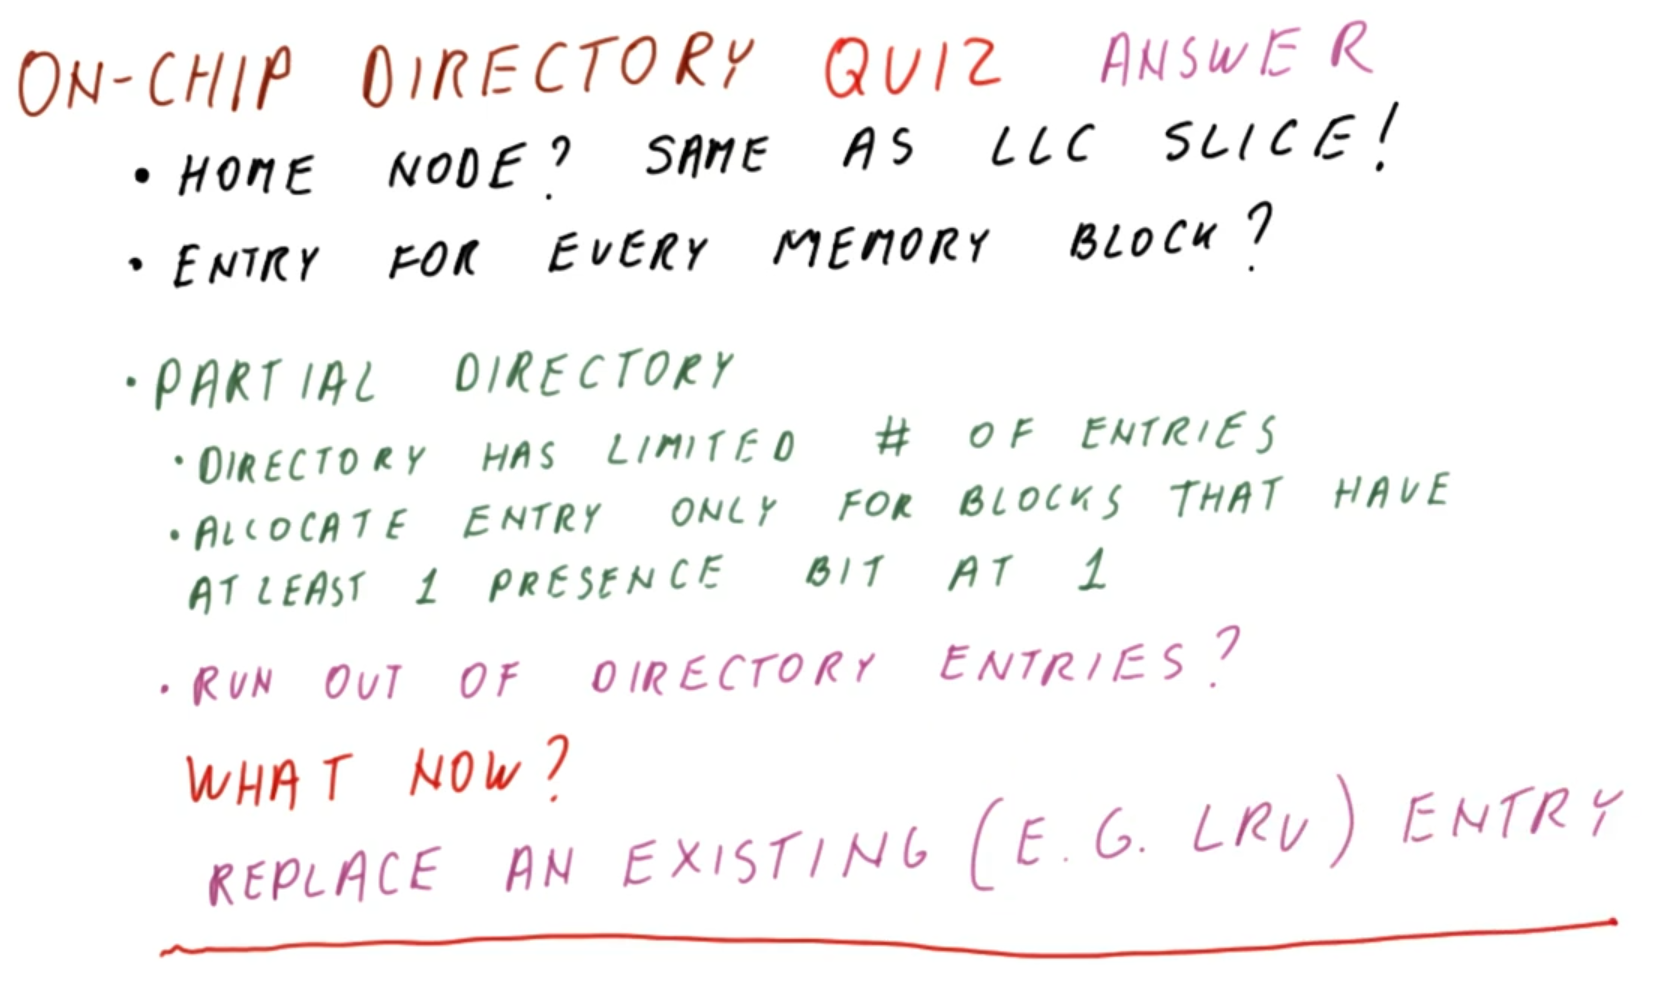 ON-CHIP DIRECTORY QUIZ ANSWER
• HOME NODE? SAME AS LLC SLICE!
• ENTRY FOR EVERY MEMORY BLOCK?
• PARTIAL DIRECTORY
• DIRECTORY HAS LIMITED # OF ENTRIES
• ALLOCATE ENTRY ONLY FOR BLOCKS THAT HAVE
AT LEAST 1 PRESENCE BIT AT 1
• RUN OUT OF DIRECTORY ENTRIES?
WHAT NOW?
REPLACE AN EXISTING (E.G. LRU) ENTRY